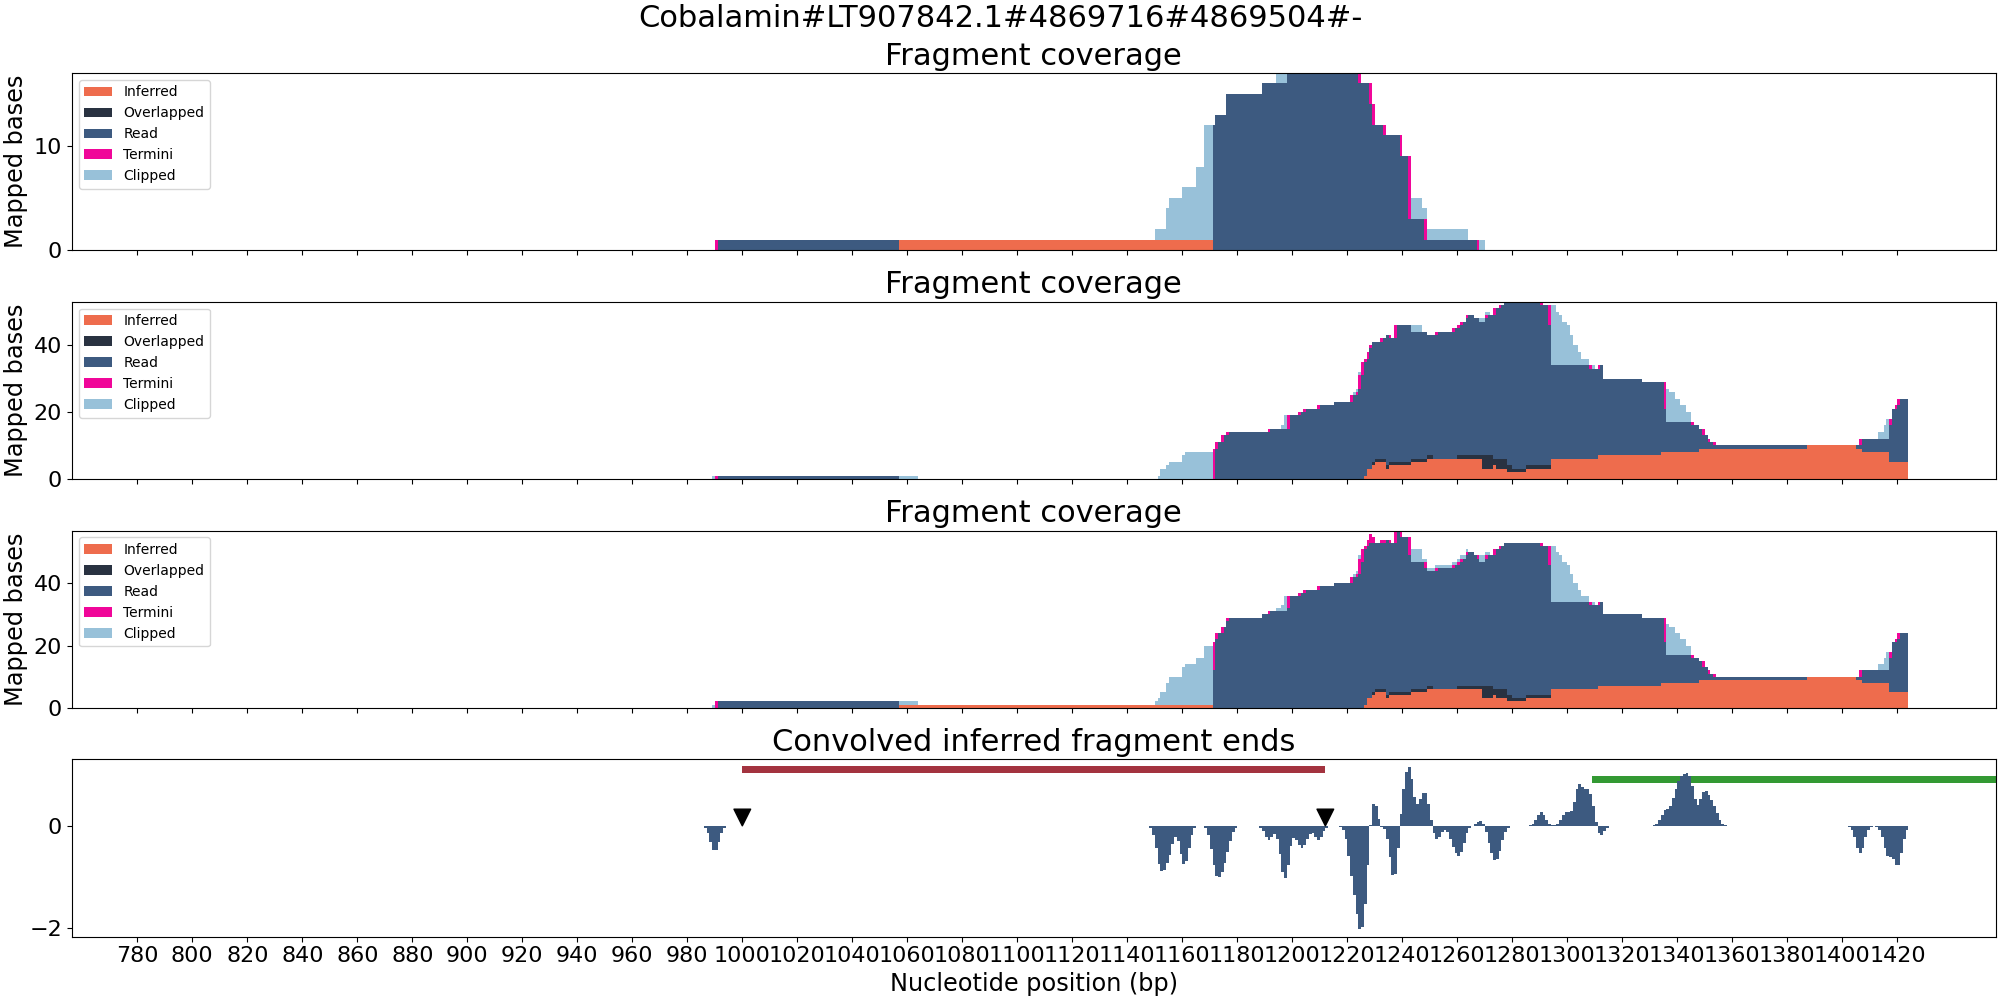 Cobalamin#LT907842.1#4869716#4869504#-
Fragment coverage
Mapped bases
10
0
Inferred
Overlapped
Read
Termini
Clipped
Fragment coverage
Mapped bases
40
20
0
Inferred
Overlapped
Read
Termini
Clipped
Fragment coverage
Mapped bases
40
20
0
Inferred
Overlapped
Read
Termini
Clipped
Convolved inferred fragment ends
0
−2
780 800 820 840 860 880 900 920 940 960 980 1000 1020 1040 1060 1080 1100 1120 1140 1160 1180 1200 1220 1240 1260 1280 1300 1320 1340 1360 1380 1400 1420
Nucleotide position (bp)